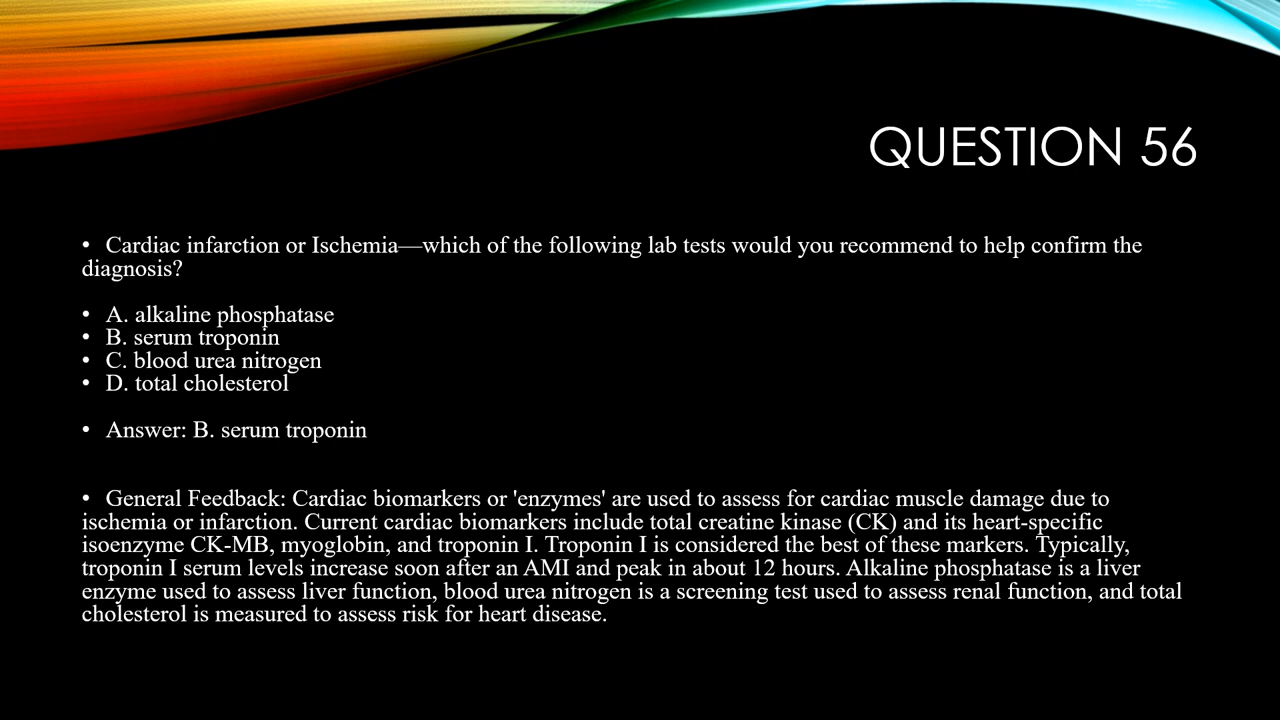 QUESTION 56
• Cardiac infarction or Ischemia—which of the following lab tests would you recommend to help confirm the
diagnosis?
• A. alkaline phosphatase
• B. serum troponin
• C. blood urea nitrogen
• D. total cholesterol
• Answer: B. serum troponin
• General Feedback: Cardiac biomarkers or 'enzymes' are used to assess for cardiac muscle damage due to
ischemia or infarction. Current cardiac biomarkers include total creatine kinase (CK) and its heart-specific
isoenzyme CK-MB, myoglobin, and troponin I. Troponin I is considered the best of these markers. Typically,
troponin I serum levels increase soon after an AMI and peak in about 12 hours. Alkaline phosphatase is a liver
enzyme used to assess liver function, blood urea nitrogen is a screening test used to assess renal function, and total
cholesterol is measured to assess risk for heart disease.